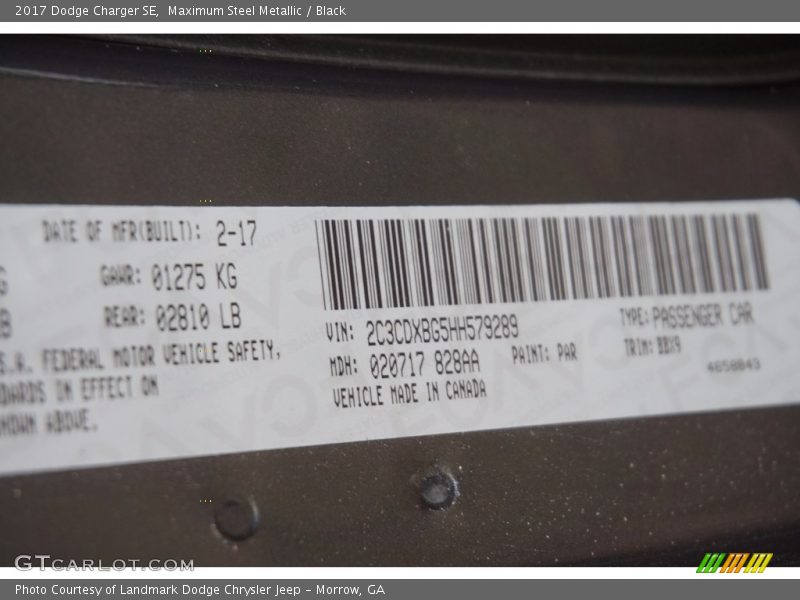 2017 Dodge Charger SE,  Maximum Steel Metallic / Black
DATE OF MFR(BUILT): 2-17
G GAWR: 01275 KG
B REAR: 02810 LB
S.A. FEDERAL MOTOR VEHICLE SAFETY,
DARDS IN EFFECT ON
HOWN ABOVE.
VIN: 2C3CDXBG5HH579289 TYPE: PASSENGER CAR
MDH: 020717 828AA PAINT: PAR TRIM: BBX9
VEHICLE MADE IN CANADA 4658843
GTCARLOT.COM
Photo Courtesy of Landmark Dodge Chrysler Jeep – Morrow, GA